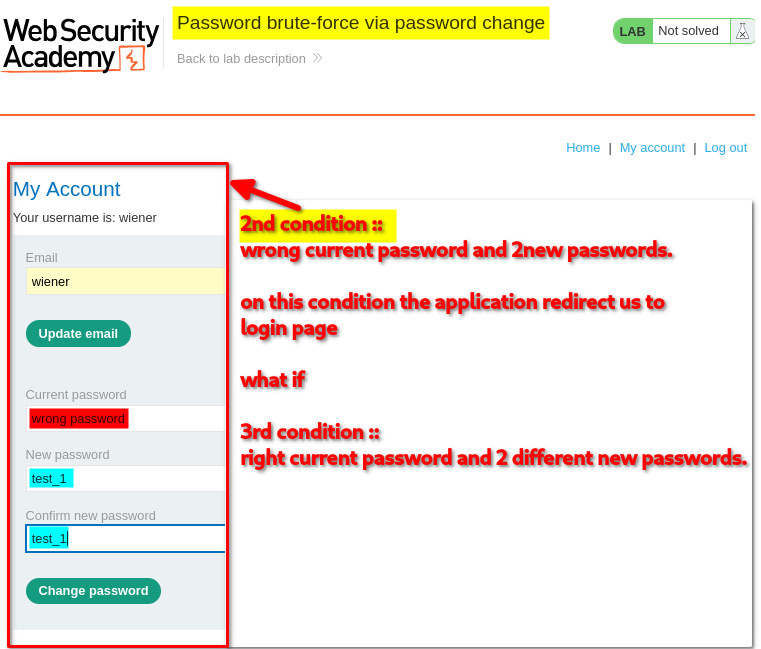 Web Security
Academy
Password brute-force via password change
Back to lab description
LAB Not solved
Home | My account | Log out
My Account
Your username is: wiener
Email
wiener
Update email
Current password
wrong password
New password
test_1
Confirm new password
test_1
Change password
2nd condition ::
wrong current password and 2new passwords.
on this condition the application redirect us to
login page
what if
3rd condition ::
right current password and 2 different new passwords.